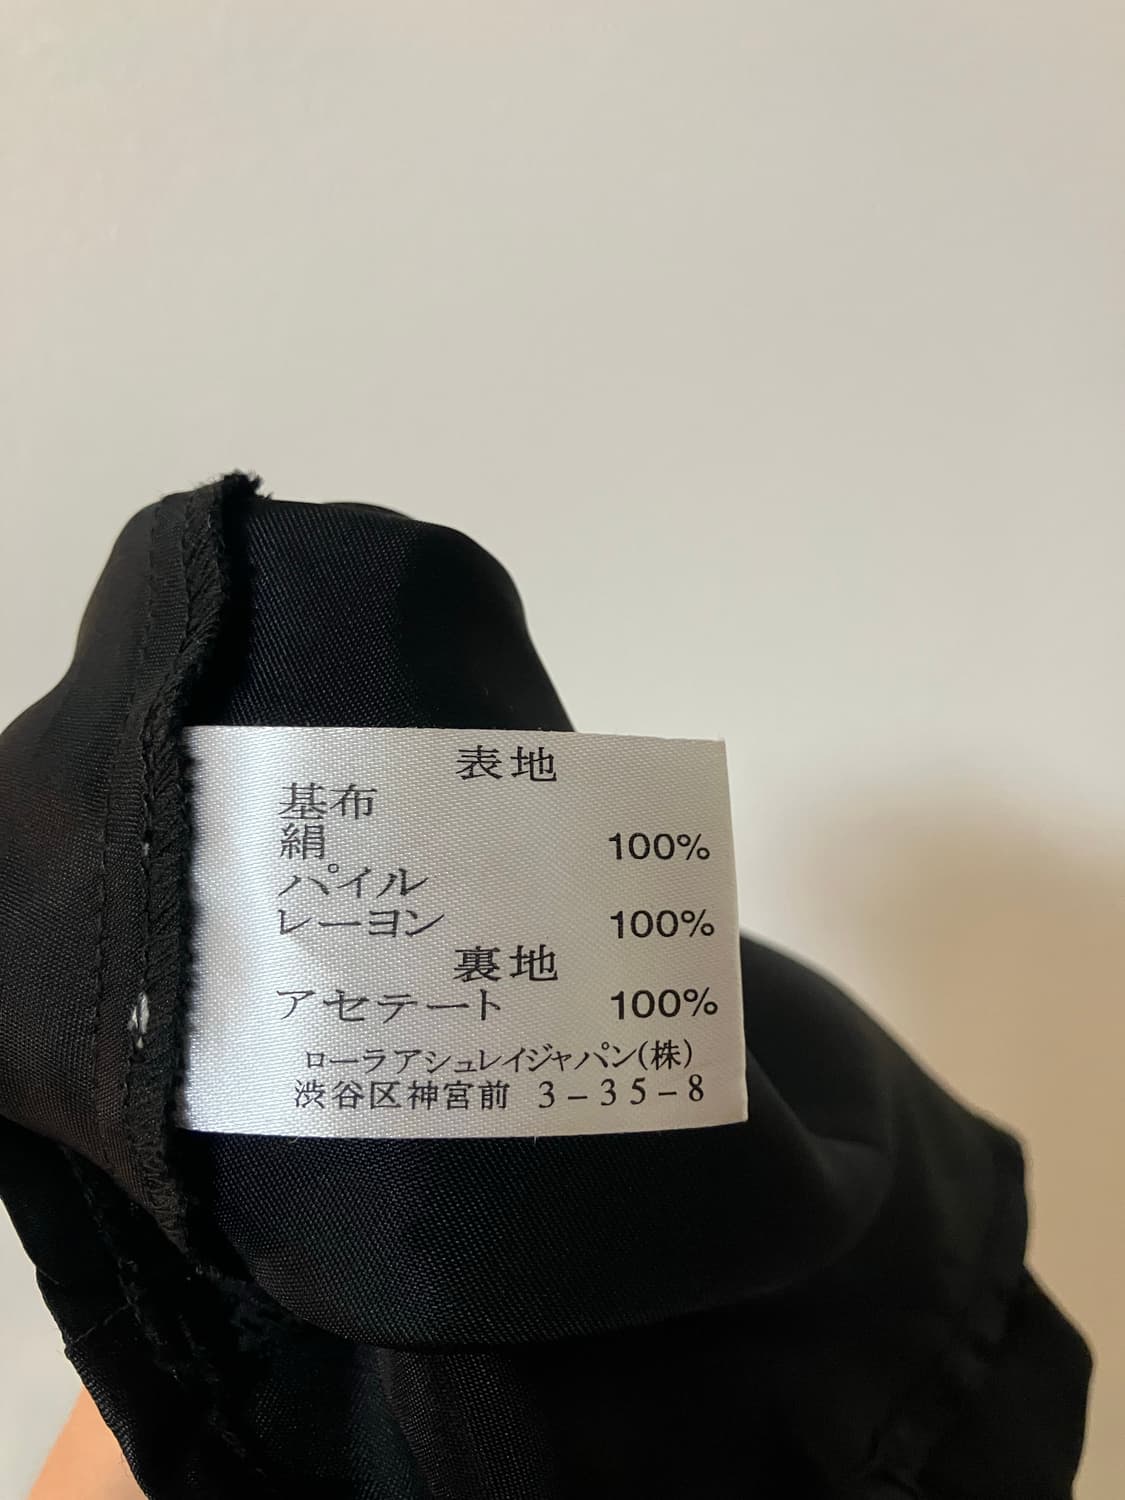 表地
基布
絹 100%
パイル
レーヨン 100%
裏地
アセテート 100%
ローラアシュレイジャパン(株)
渋谷区神宮前 3-35-8